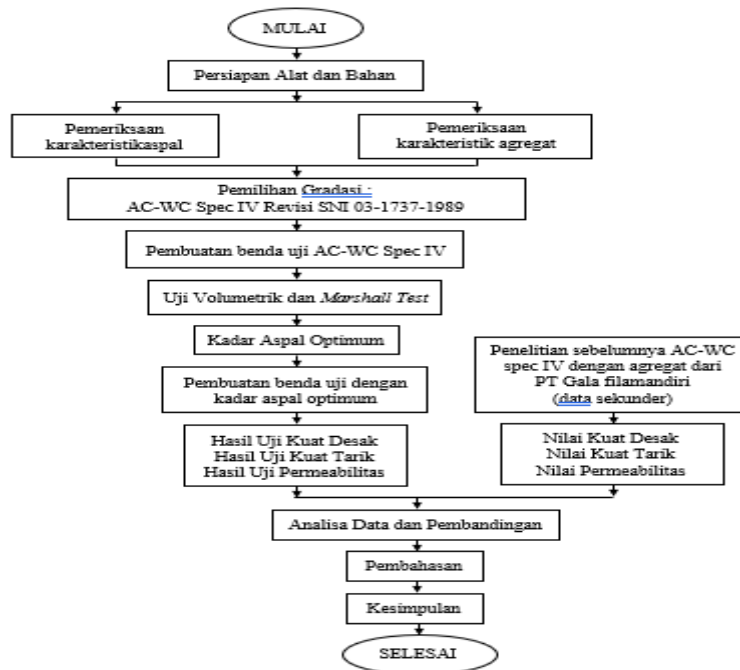 MULAI
Persiapan Alat dan Bahan
Pemeriksaan
karakteristikaspal
Pemeriksaan
karakteristik agregat
Pemilihan Gradasi :
AC-WC Spec IV Revisi SNI 03-1737-1989
Pembuatan benda uji AC-WC Spec IV
Uji Volumetrik dan Marshall Test
Kadar Aspal Optimum
Pembuatan benda uji dengan
kadar aspal optimum
Penelitian sebelumnya AC-WC
spec IV dengan agregat dari
PT Gala filamandiri
(data sekunder)
Hasil Uji Kuat Desak
Hasil Uji Kuat Tarik
Hasil Uji Permeabilitas
Nilai Kuat Desak
Nilai Kuat Tarik
Nilai Permeabilitas
Analisa Data dan Pembandingan
Pembahasan
Kesimpulan
SELESAI